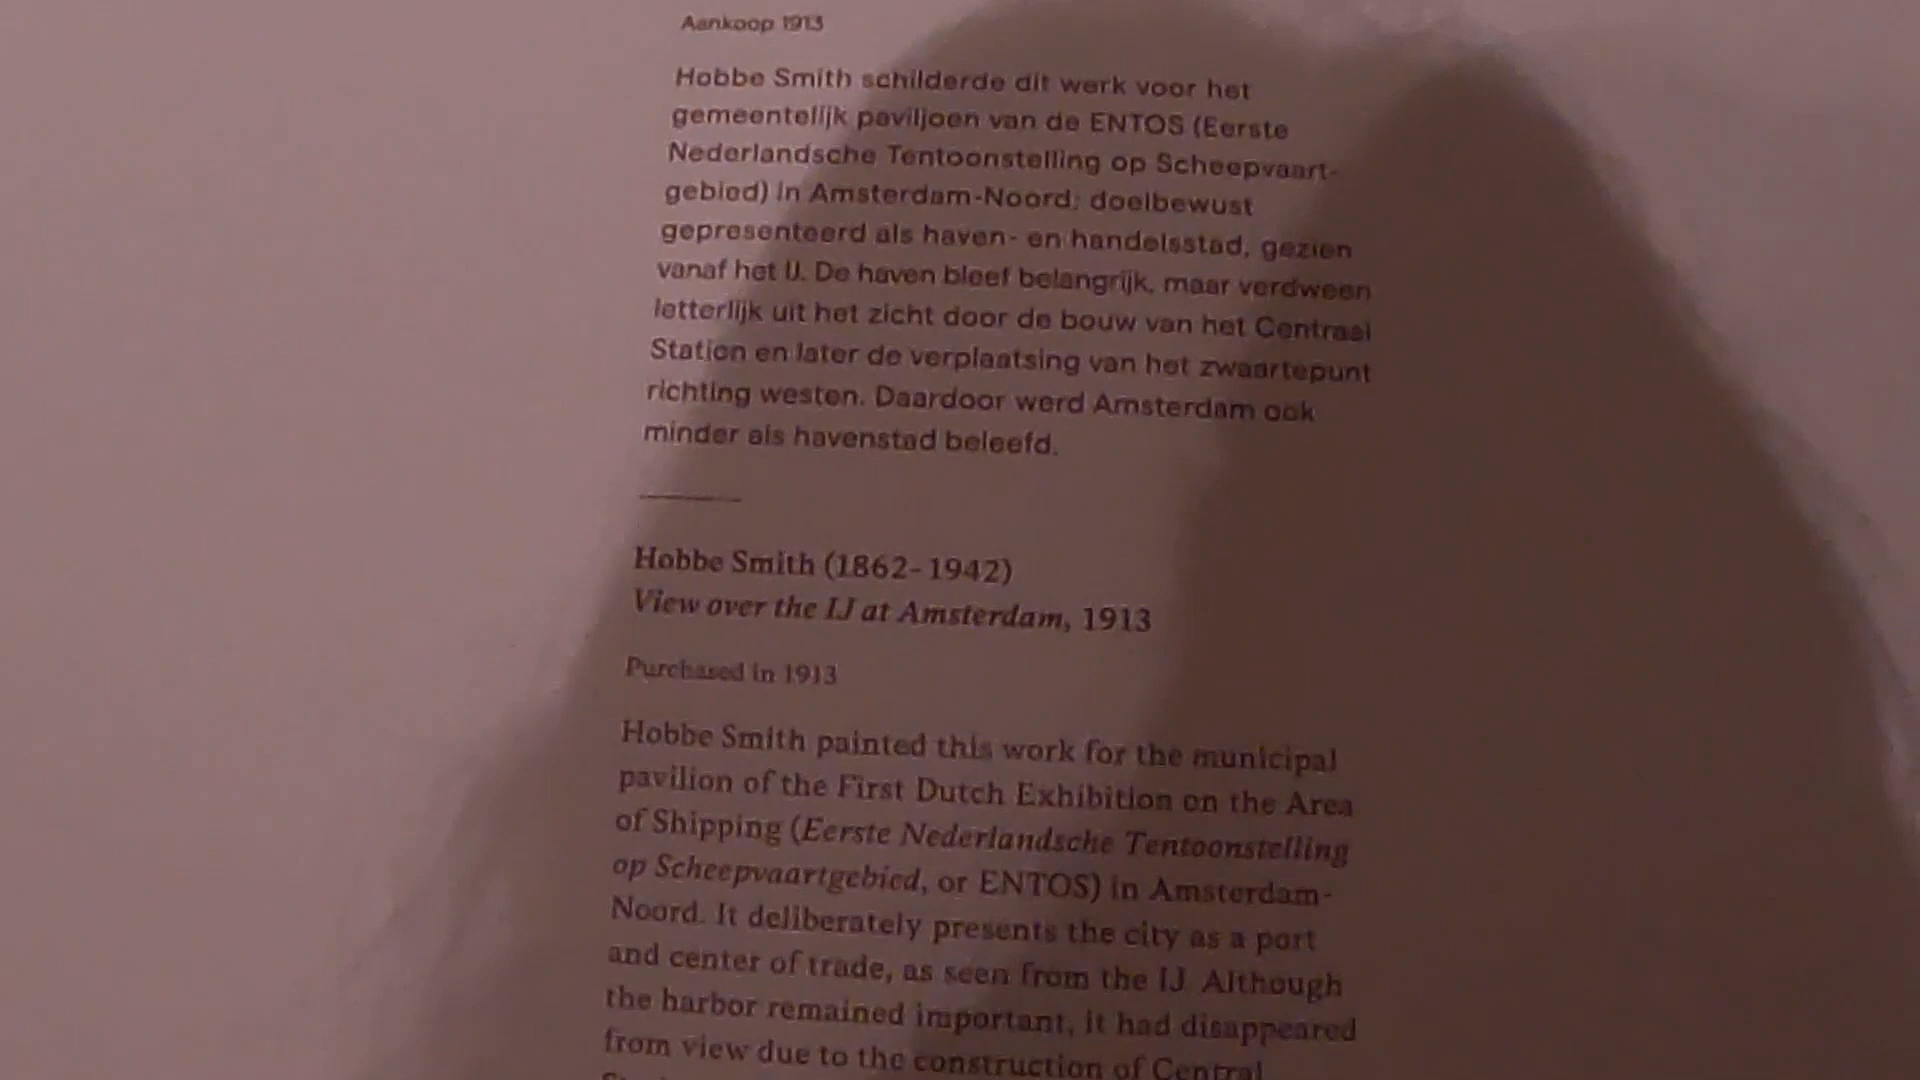 Aankoop 1913
Hobbe Smith schilderde dit werk voor het
gemeentelijk paviljoen van de ENTOS (Eerste
Nederlandsche Tentoonstelling op Scheepvaart-
gebied) in Amsterdam-Noord; doelbewust
gepresenteerd als haven- en handelsstad, gezien
vanaf het IJ. De haven bleef belangrijk, maar verdween
letterlijk uit het zicht door de bouw van het Centraal
Station en later de verplaatsing van het zwaartepunt
richting westen. Daardoor werd Amsterdam ook
minder als havenstad beleefd.
Hobbe Smith (1862-1942)
View over the IJ at Amsterdam, 1913
Purchased in 1913
Hobbe Smith painted this work for the municipal
pavilion of the First Dutch Exhibition on the Area
of Shipping (Eerste Nederlandsche Tentoonstelling
op Scheepvaartgebied, or ENTOS) in Amsterdam-
Noord. It deliberately presents the city as a port
and center of trade, as seen from the IJ. Although
the harbor remained important, it had disappeared
from view due to the construction of Central